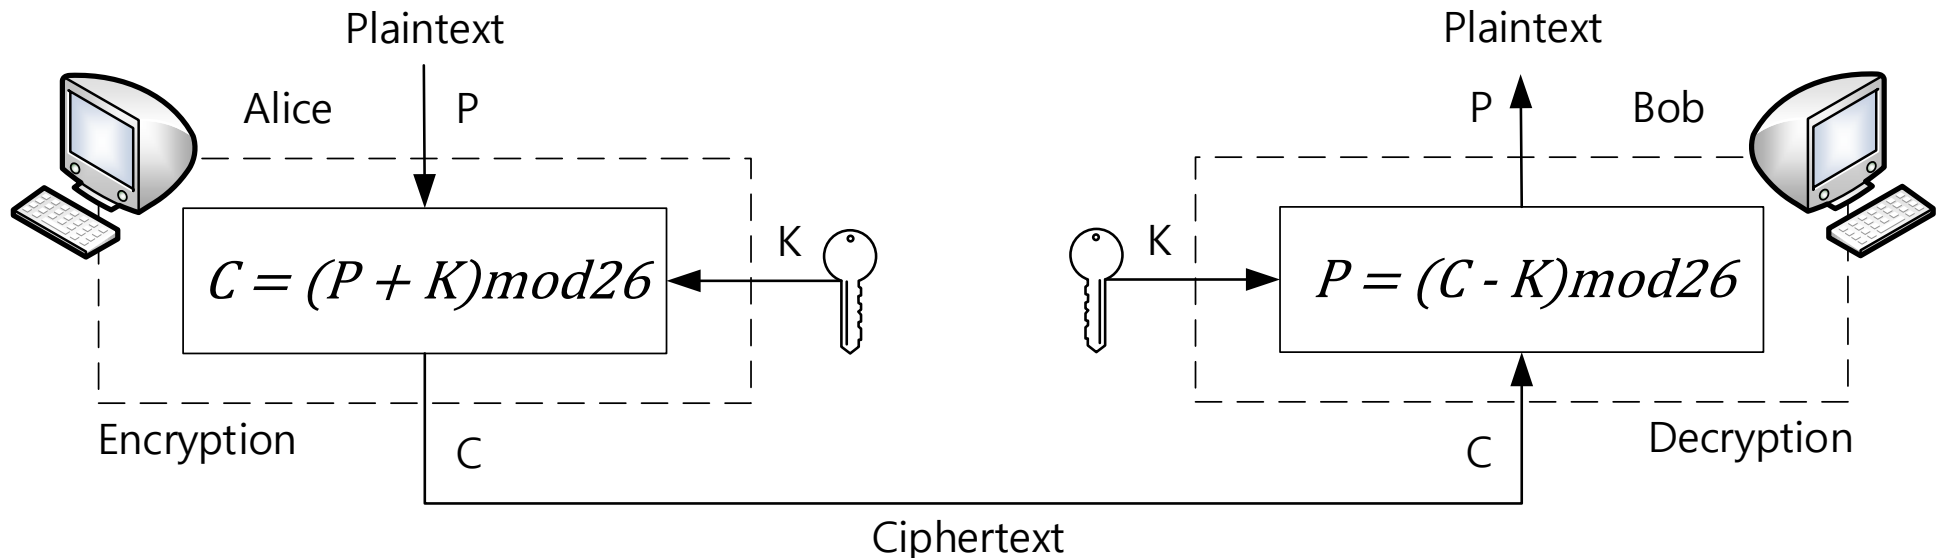 Plaintext
Alice
P
K
C = (P + K)mod26
Encryption
C
Ciphertext
Plaintext
P
Bob
K
P = (C - K)mod26
C
Decryption